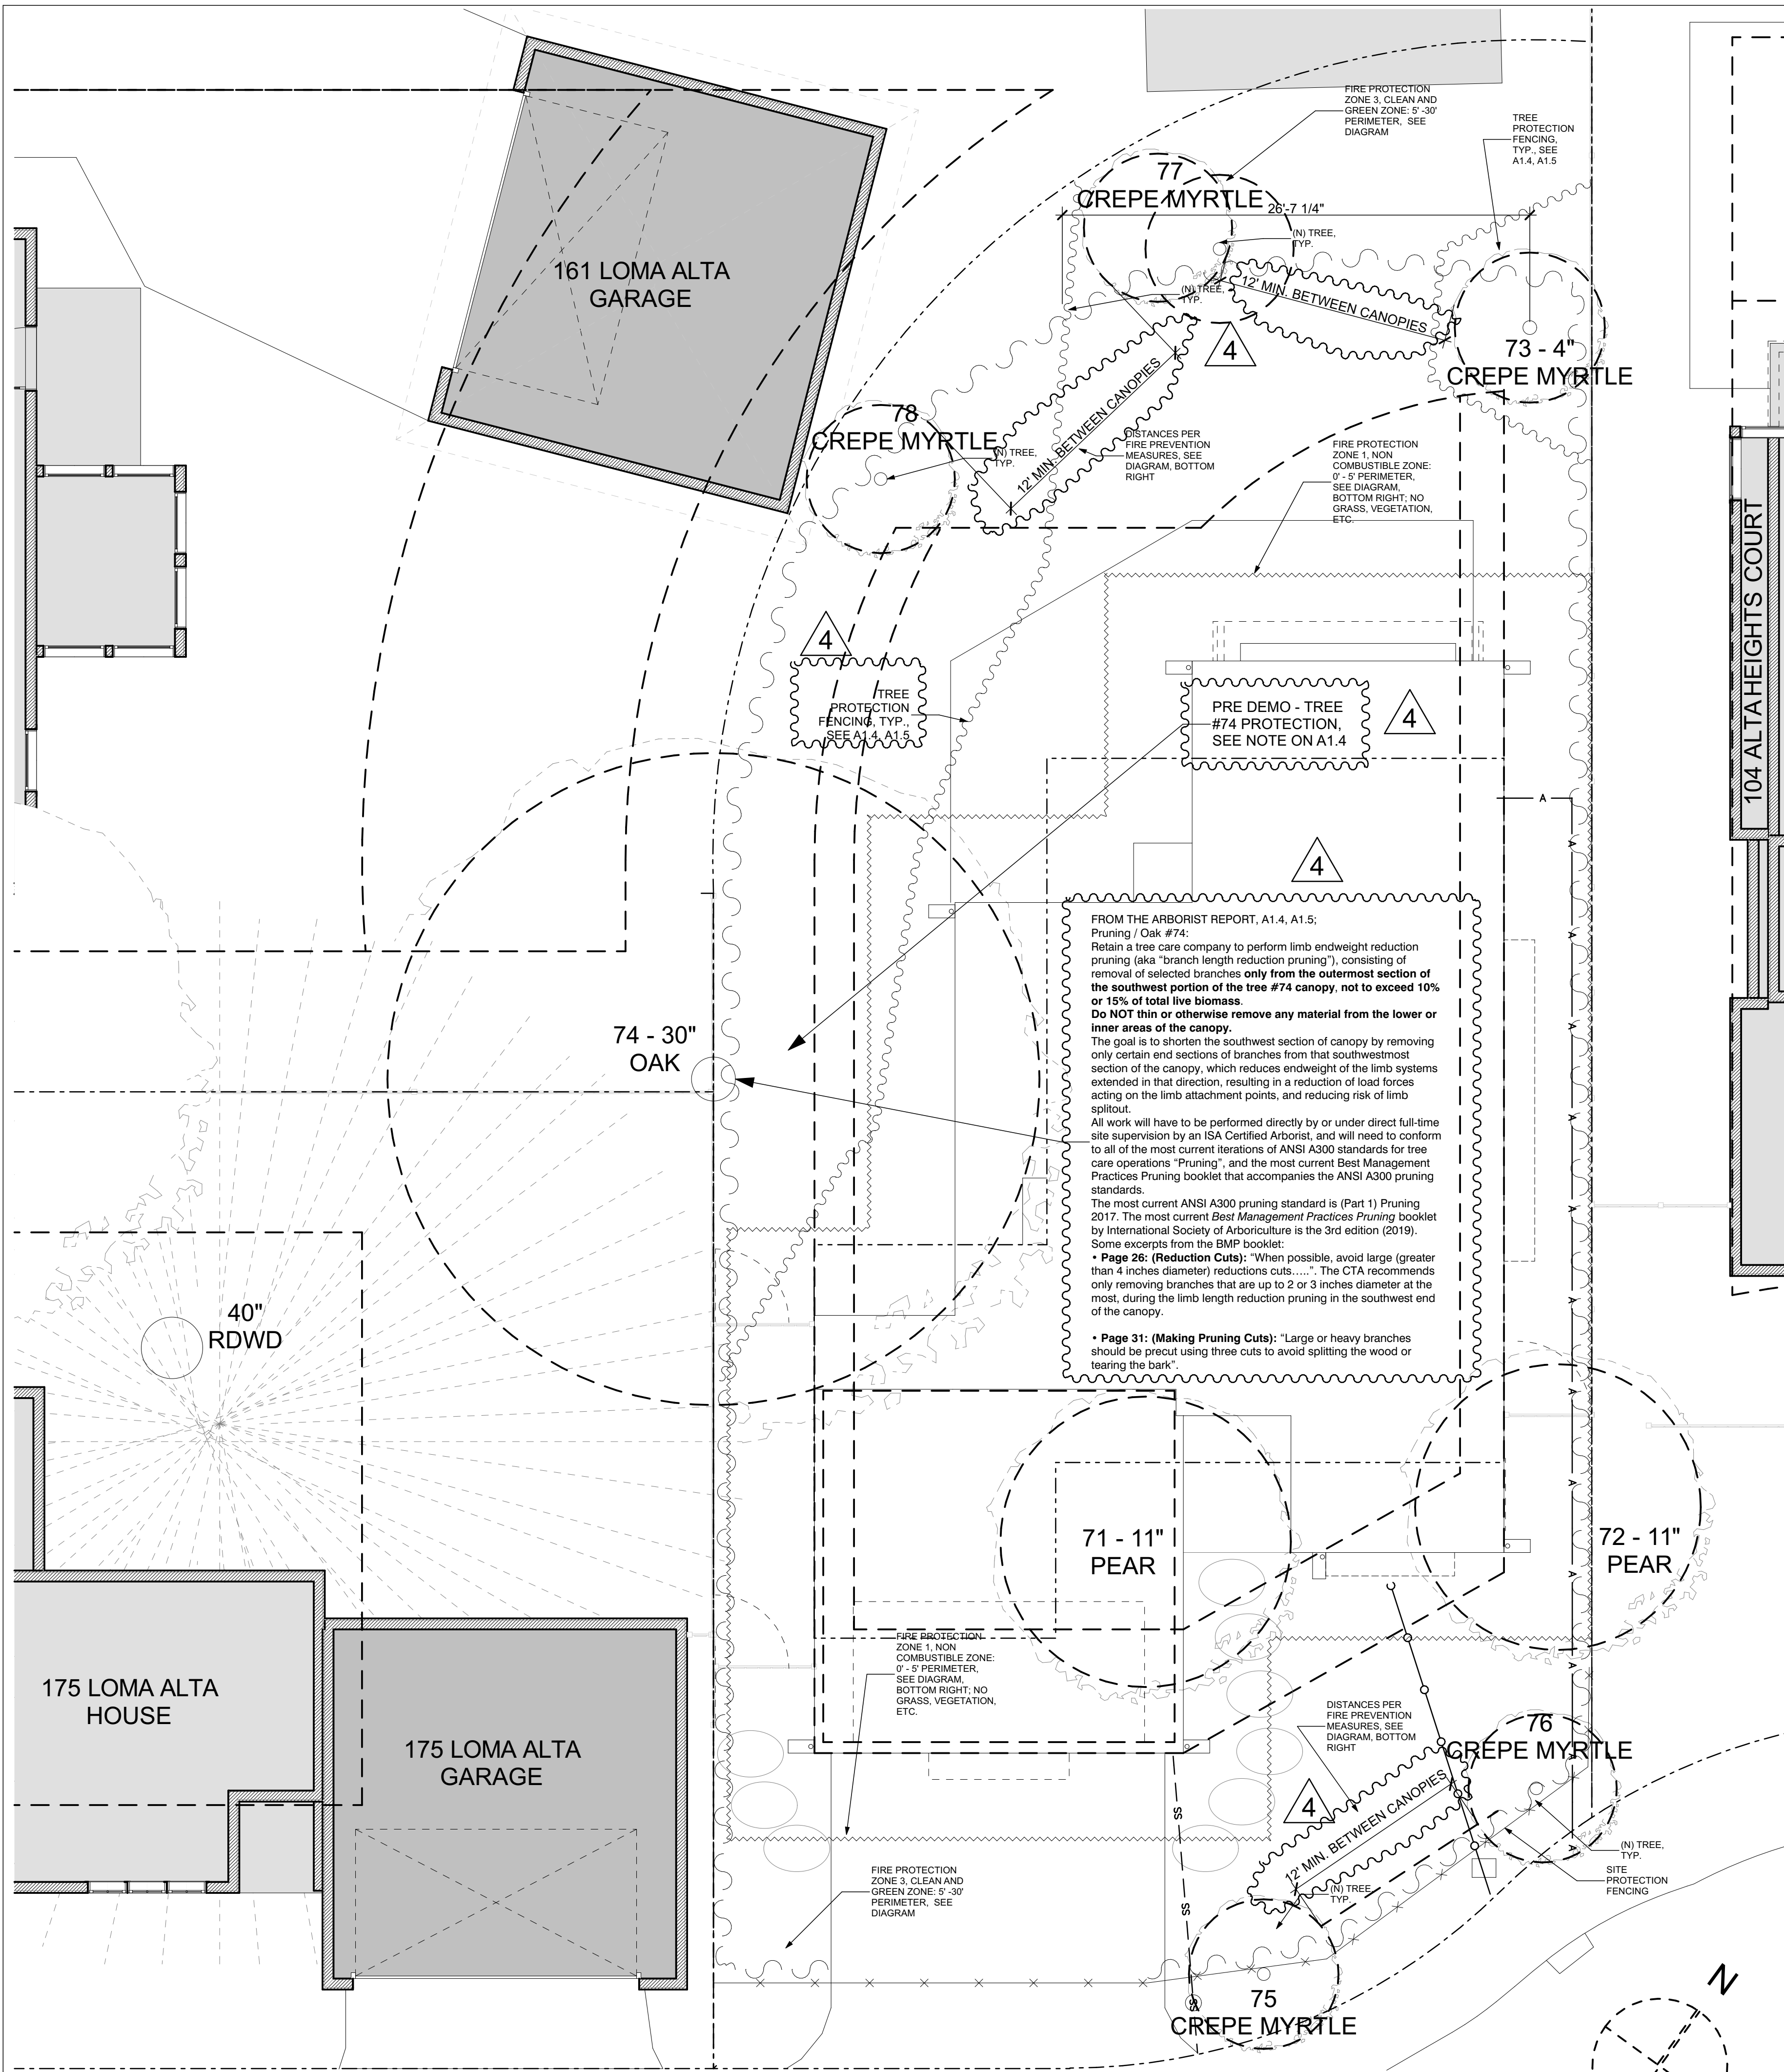 FIRE PROTECTION
ZONE 3, CLEAN AND
GREEN ZONE: 5' -30'
PERIMETER,  SEE
DIAGRAM
TREE
PROTECTION
FENCING,
TYP., SEE
A1.4, A1.5
77
CREPE MYRTLE
26'-7 1/4"
(N) TREE,
TYP.
161 LOMA ALTA
GARAGE
(N) TREE,
TYP.
12' MIN. BETWEEN CANOPIES
4
73 - 4"
CREPE MYRTLE
78
CREPE MYRTLE
(N) TREE,
TYP.
12' MIN. BETWEEN CANOPIES
DISTANCES PER
FIRE PREVENTION
MEASURES, SEE
DIAGRAM, BOTTOM
RIGHT
FIRE PROTECTION
ZONE 1, NON
COMBUSTIBLE ZONE:
0' - 5' PERIMETER,
SEE DIAGRAM,
BOTTOM RIGHT; NO
GRASS, VEGETATION,
ETC.
104 ALTA HEIGHTS COURT
4
TREE
PROTECTION
FENCING, TYP.,
SEE A1.4, A1.5
PRE DEMO - TREE
#74 PROTECTION,
SEE NOTE ON A1.4
4
A
A
A
A
A
A
A
A
A
A
A
A
A
A
4
FROM THE ARBORIST REPORT, A1.4, A1.5;
Pruning / Oak #74:
Retain a tree care company to perform limb endweight reduction
pruning (aka “branch length reduction pruning”), consisting of
removal of selected branches only from the outermost section of
the southwest portion of the tree #74 canopy, not to exceed 10%
or 15% of total live biomass.
Do NOT thin or otherwise remove any material from the lower or
inner areas of the canopy.
The goal is to shorten the southwest section of canopy by removing
only certain end sections of branches from that southwestmost
section of the canopy, which reduces endweight of the limb systems
extended in that direction, resulting in a reduction of load forces
acting on the limb attachment points, and reducing risk of limb
splitout.
All work will have to be performed directly by or under direct full-time
site supervision by an ISA Certified Arborist, and will need to conform
to all of the most current iterations of ANSI A300 standards for tree
care operations “Pruning”, and the most current Best Management
Practices Pruning booklet that accompanies the ANSI A300 pruning
standards.
The most current ANSI A300 pruning standard is (Part 1) Pruning
2017. The most current Best Management Practices Pruning booklet
by International Society of Arboriculture is the 3rd edition (2019).
Some excerpts from the BMP booklet:
• Page 26: (Reduction Cuts): “When possible, avoid large (greater
than 4 inches diameter) reductions cuts…..”. The CTA recommends
only removing branches that are up to 2 or 3 inches diameter at the
most, during the limb length reduction pruning in the southwest end
of the canopy.
• Page 31: (Making Pruning Cuts): “Large or heavy branches
should be precut using three cuts to avoid splitting the wood or
tearing the bark”.
74 - 30"
OAK
40"
RDWD
71 - 11"
PEAR
72 - 11"
PEAR
175 LOMA ALTA
HOUSE
175 LOMA ALTA
GARAGE
FIRE PROTECTION
ZONE 1, NON
COMBUSTIBLE ZONE:
0' - 5' PERIMETER,
SEE DIAGRAM,
BOTTOM RIGHT; NO
GRASS, VEGETATION,
ETC.
DISTANCES PER
FIRE PREVENTION
MEASURES, SEE
DIAGRAM, BOTTOM
RIGHT
76
CREPE MYRTLE
4
12' MIN. BETWEEN CANOPIES
SS
SS
SS
(N) TREE,
TYP.
SITE
PROTECTION
FENCING
FIRE PROTECTION
ZONE 3, CLEAN AND
GREEN ZONE: 5' -30'
PERIMETER,  SEE
DIAGRAM
(N) TREE,
TYP.
75
CREPE MYRTLE
N